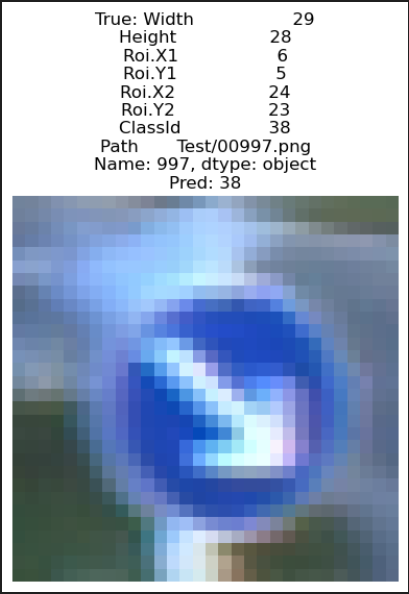 True: Width 29
Height 28
Roi.X1 6
Roi.Y1 5
Roi.X2 24
Roi.Y2 23
ClassId 38
Path Test/00997.png
Name: 997, dtype: object
Pred: 38